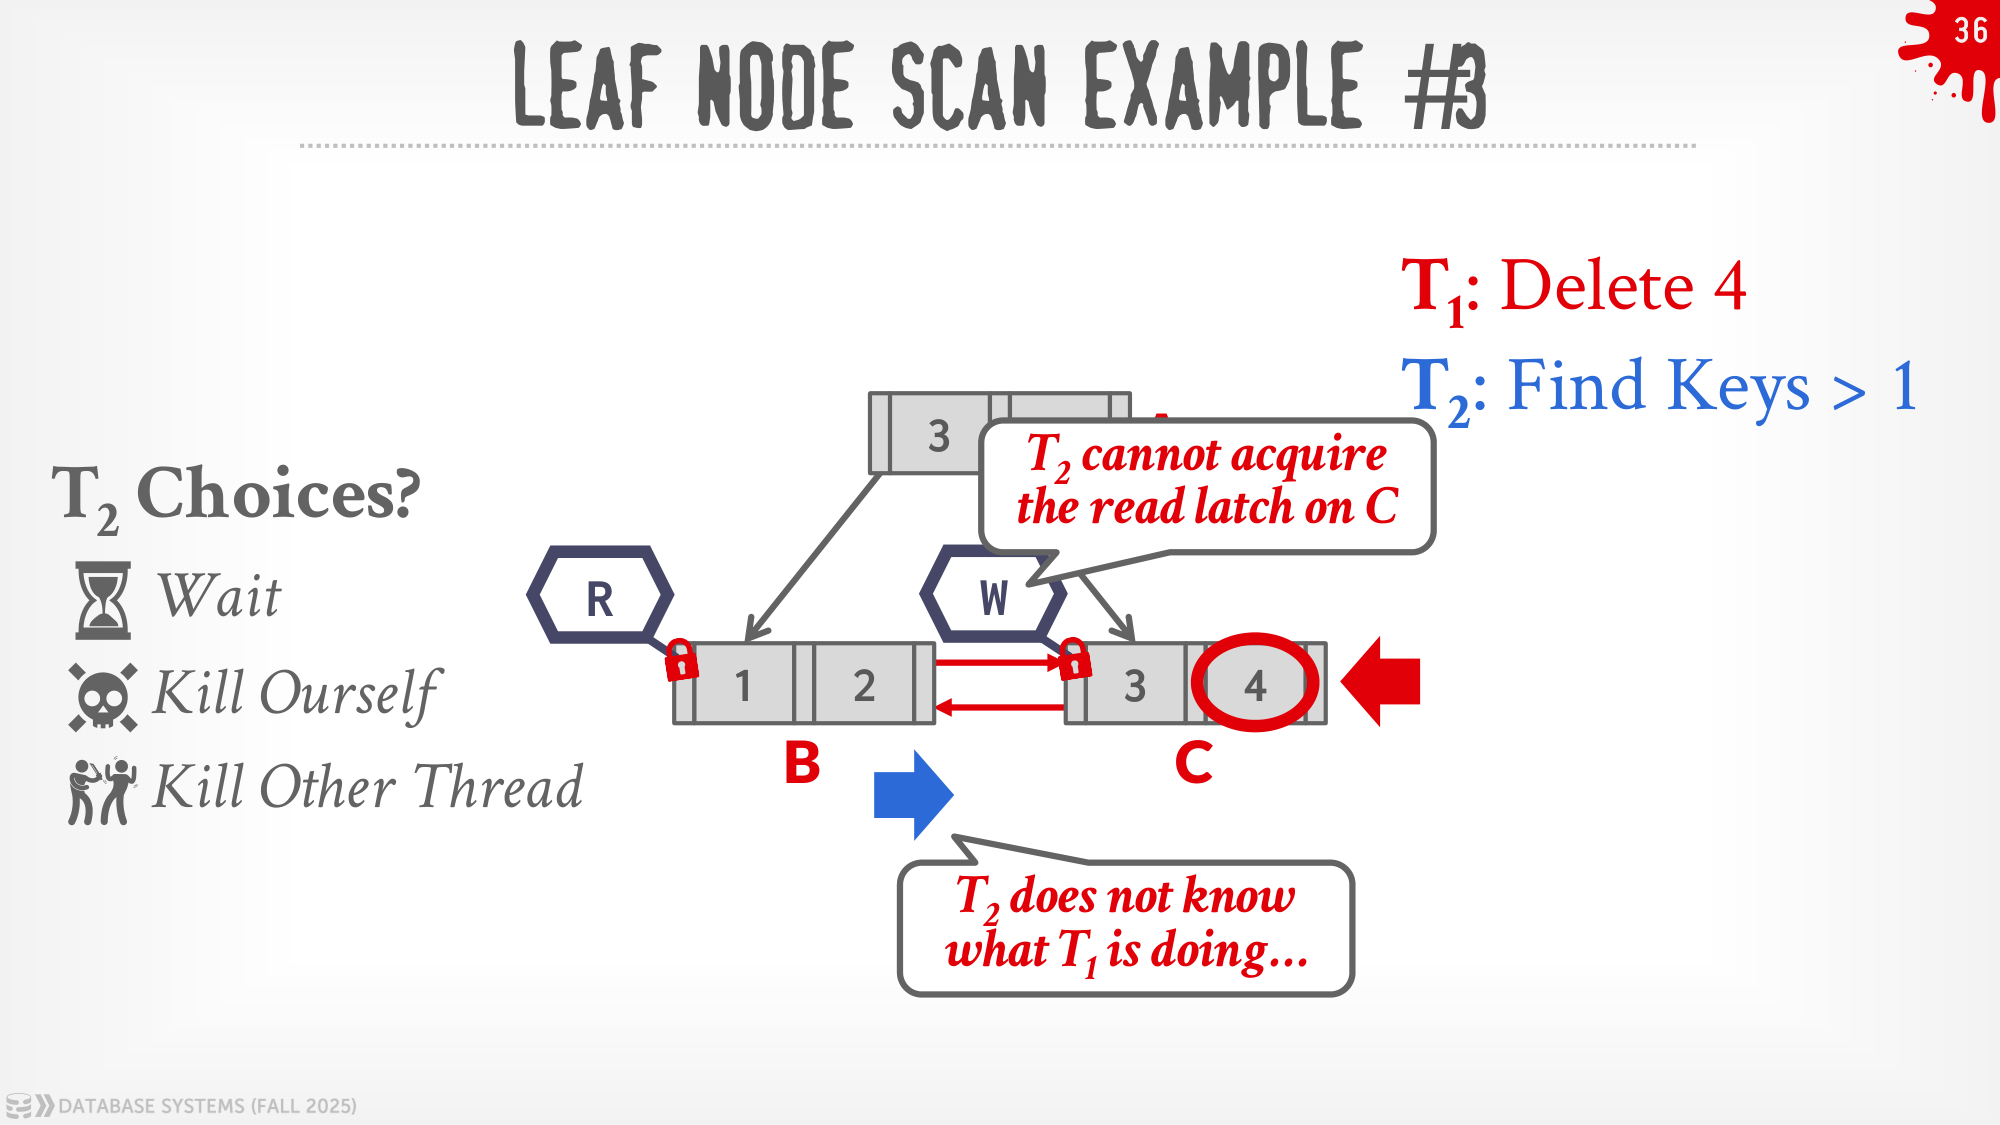 36
LEAF NODE SCAN EXAMPLE #3
T1: Delete 4
T2: Find Keys > 1
3
T2 cannot acquire
the read latch on C
T2 Choices?
Wait
Kill Ourself
Kill Other Thread
R
W
1 2
3 4
B
C
T2 does not know
what T1 is doing...
DATABASE SYSTEMS (FALL 2025)